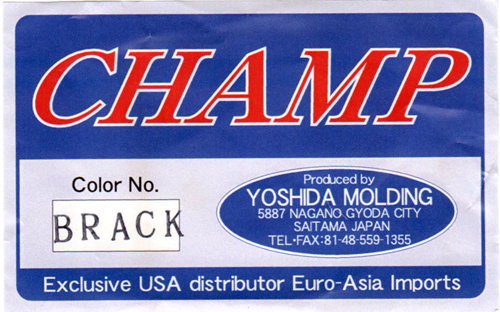 CHAMP
Color No.
BRACK
Produced by
YOSHIDA MOLDING
5887 NAGANO GYODA CITY
SAITAMA JAPAN
TEL•FAX:81-48-559-1355
Exclusive USA distributor Euro-Asia Imports